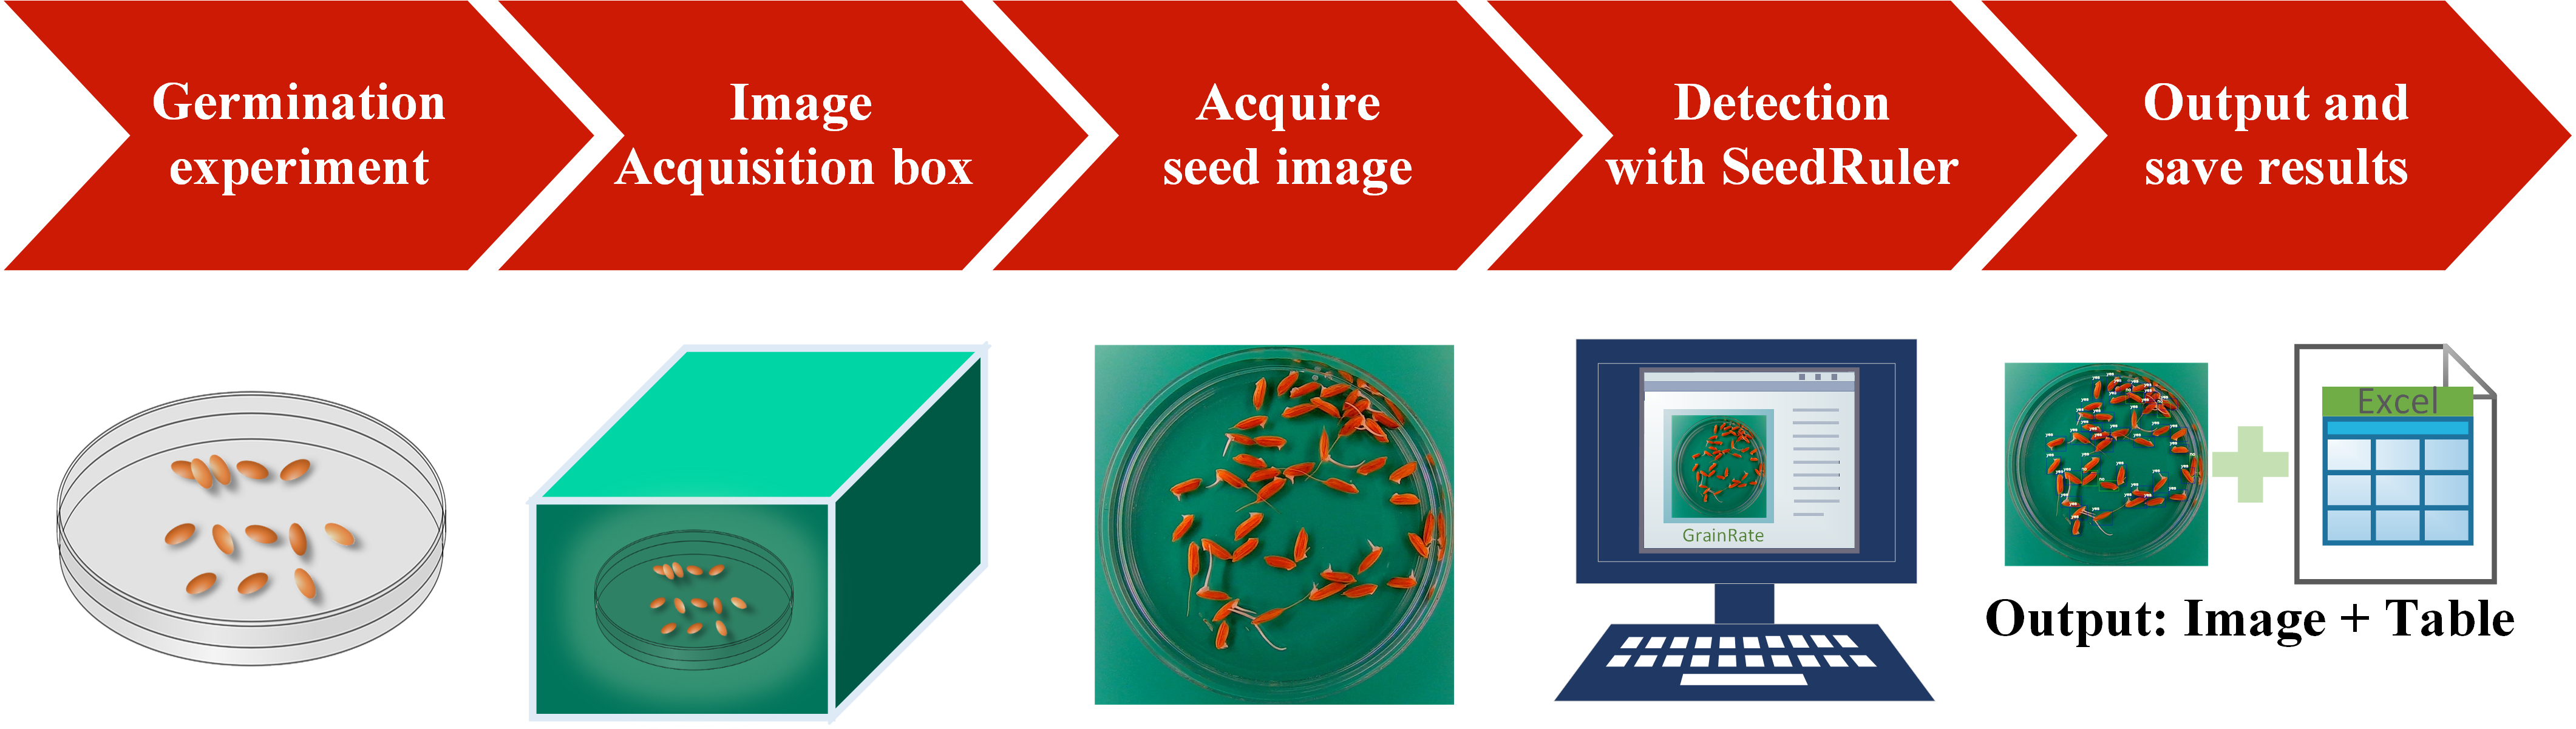 Germination
experiment
Image
Acquisition box
Acquire
seed image
Detection
with SeedRuler
Output and
save results
GrainRate
Excel
Output: Image + Table